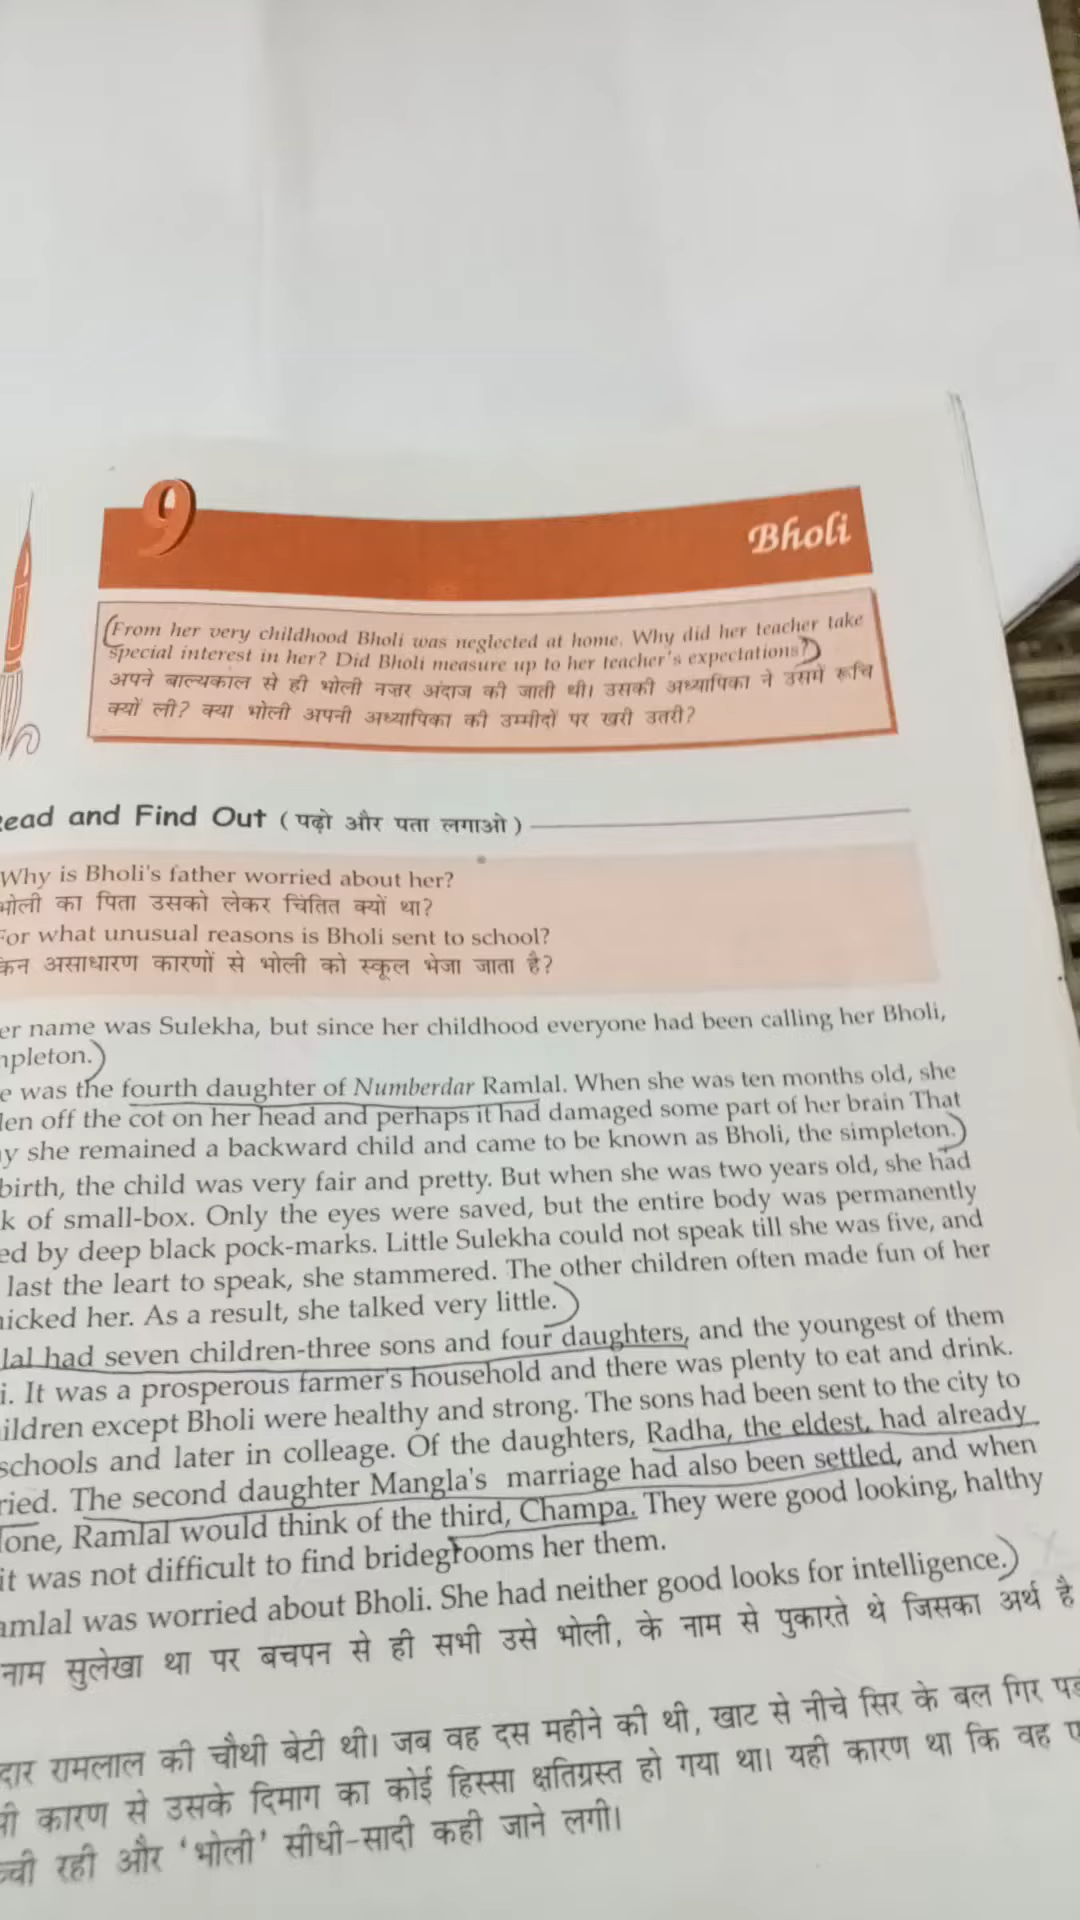 9
Bholi
From her very childhood Bholi was neglected at home. Why did her teacher take
special interest in her? Did Bholi measure up to her teacher's expectations?
अपने बाल्यकाल से ही भोली नज़र अंदाज की जाती थी। उसकी अध्यापिका ने उसमें रूचि
क्यों ली? क्या भोली अपनी अध्यापिका की उम्मीदों पर खरी उतरी?
and Find Out (पढ़ो और पता लगाओ)
Why is Bholi's father worried about her?
भोली का पिता उसको लेकर चिंतित क्यों था?
For what unusual reasons is Bholi sent to school?
असाधारण कारणों से भोली को स्कूल भेजा जाता है?
name was Sulekha, but since her childhood everyone had been calling her Bholi,
was the fourth daughter of Numberdar Ramlal. When she was ten months old, she
off the cot on her head and perhaps it had damaged some part of her brain That
she remained a backward child and came to be known as Bholi, the simpleton.
birth, the child was very fair and pretty. But when she was two years old, she had
of small-box. Only the eyes were saved, but the entire body was permanently
by deep black pock-marks. Little Sulekha could not speak till she was five, and
last the leart to speak, she stammered. The other children often made fun of her
her. As a result, she talked very little.
had seven children-three sons and four daughters, and the youngest of them
It was a prosperous farmer's household and there was plenty to eat and drink.
except Bholi were healthy and strong. The sons had been sent to the city to
schools and later in colleage. Of the daughters, Radha, the eldest, had already
The second daughter Mangla's marriage had also been settled, and when
Ramlal would think of the third, Champa. They were good looking, halthy
it was not difficult to find bridegrooms her them.
was worried about Bholi. She had neither good looks for intelligence.
नाम सुलेखा था पर बचपन से ही सभी उसे भोली, के नाम से पुकारते थे जिसका अर्थ है
रामलाल की चौथी बेटी थी। जब वह दस महीने की थी, खाट से नीचे सिर के बल गिर
कारण से उसके दिमाग का कोई हिस्सा क्षतिग्रस्त हो गया था। यही कारण था कि वह
रही और 'भोली' सीधी-सादी कही जाने लगी।